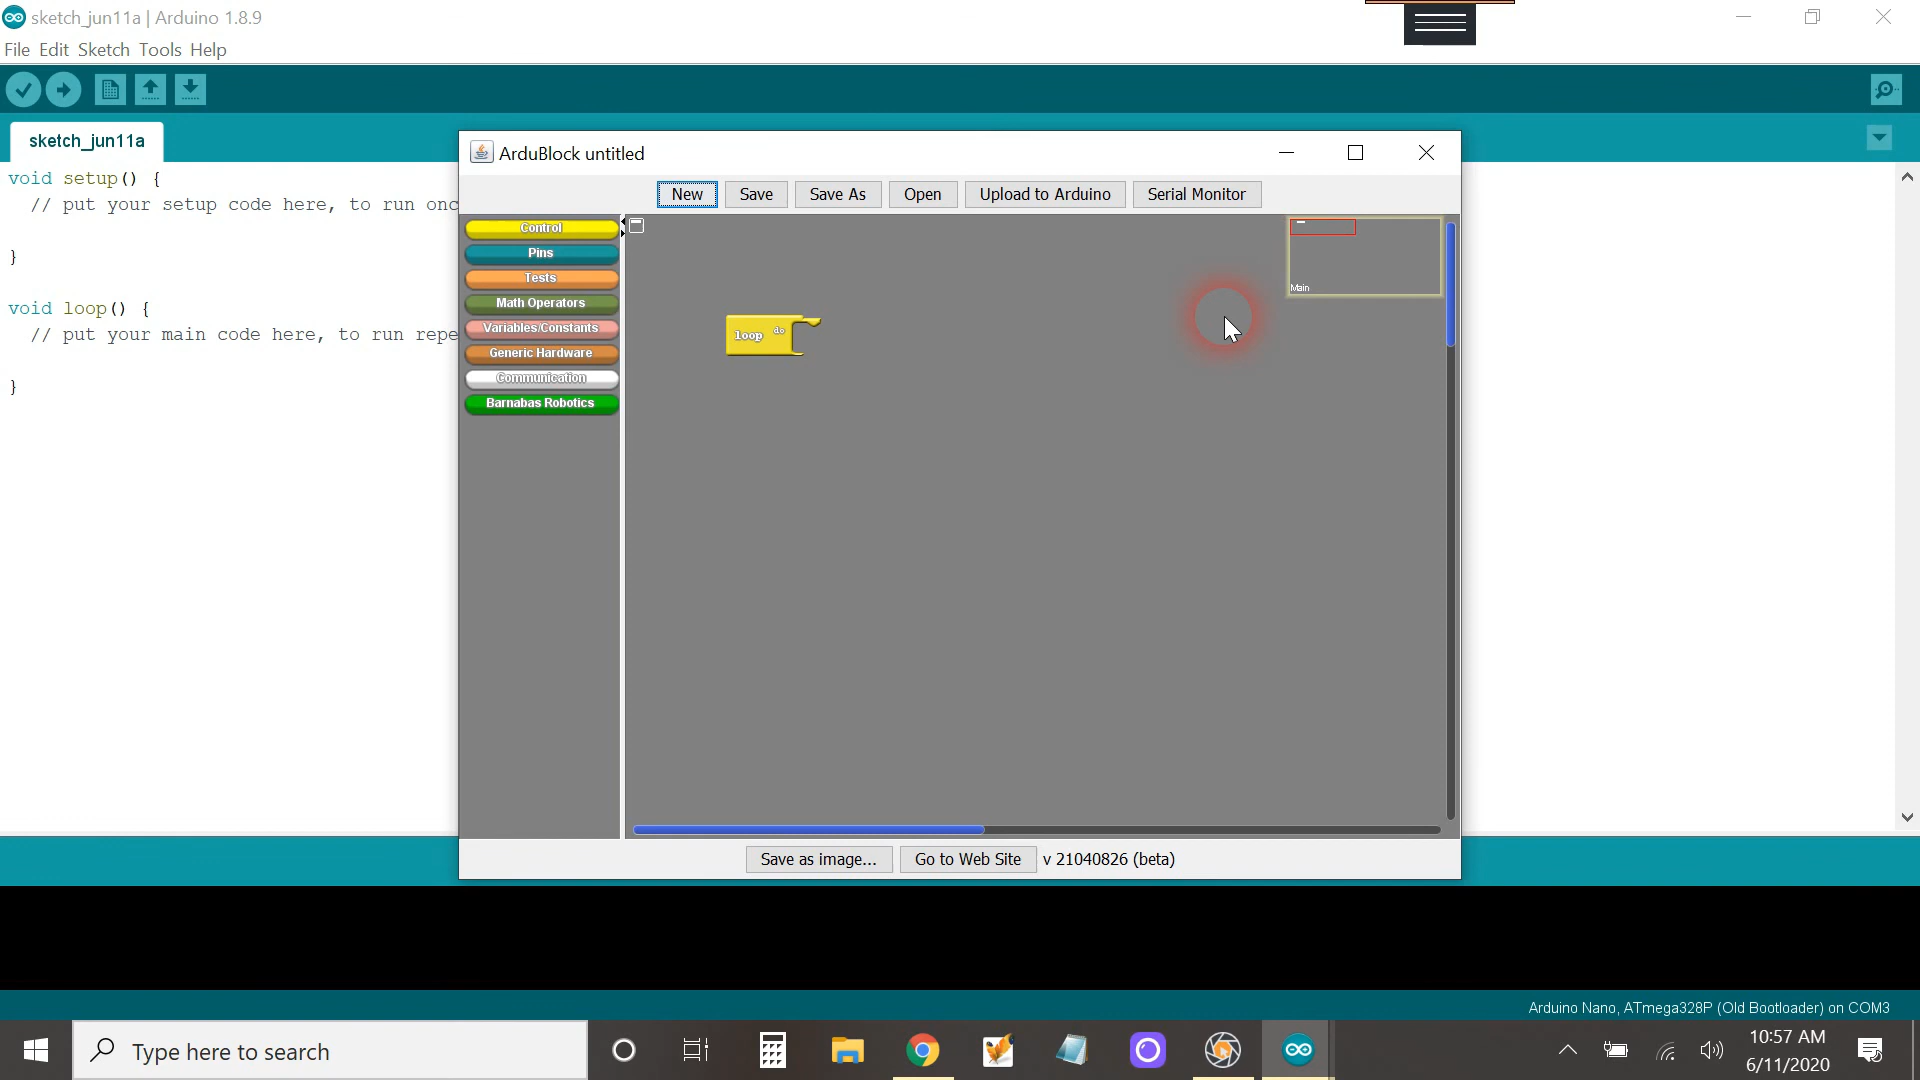 sketch_jun11a | Arduino 1.8.9
File Edit Sketch Tools Help
sketch_jun11a
void setup() {
// put your setup code here, to run onc
}
void loop() {
// put your main code here, to run repe
}
ArduBlock untitled
New Save Save As Open Upload to Arduino Serial Monitor
Control
Pins
Tests
Math Operators
Variables/Constants
Generic Hardware
Communication
Barnabas Robotics
loop do
Main
Save as image... Go to Web Site v 21040826 (beta)
Arduino Nano, ATmega328P (Old Bootloader) on COM3
Type here to search
10:57 AM
6/11/2020